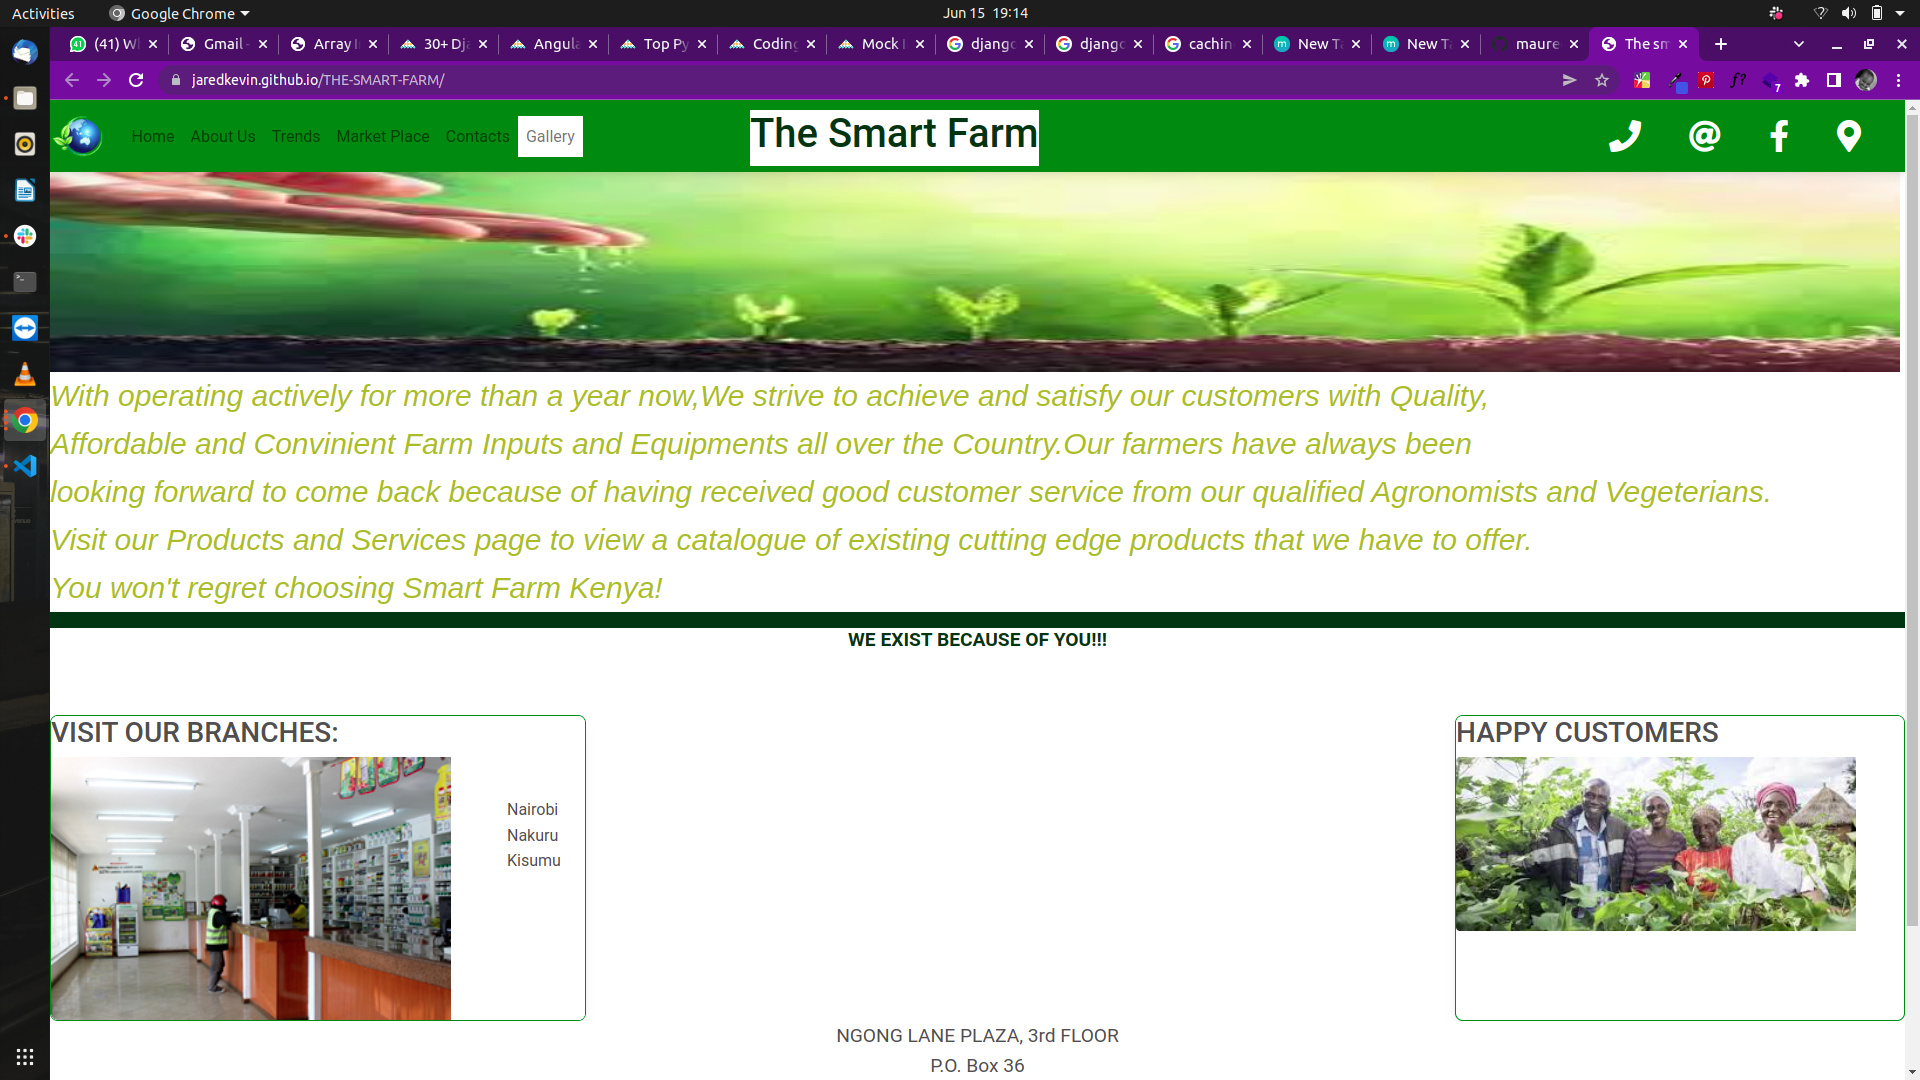 Activities
Google Chrome
Jun 15 19:14
(41) W
Gmail -
Array I
30+ Dja
Angula
Top Py
Coding
Mock I
django
django
cachin
New Ta
New Ta
maure
The sm
jaredkevin.github.io/THE-SMART-FARM/
f?
7
Home
About Us
Trends
Market Place
Contacts
Gallery
The Smart Farm
With operating actively for more than a year now,We strive to achieve and satisfy our customers with Quality,
Affordable and Convinient Farm Inputs and Equipments all over the Country.Our farmers have always been
looking forward to come back because of having received good customer service from our qualified Agronomists and Vegeterians.
Visit our Products and Services page to view a catalogue of existing cutting edge products that we have to offer.
You won't regret choosing Smart Farm Kenya!
WE EXIST BECAUSE OF YOU!!!
VISIT OUR BRANCHES:
Nairobi
Nakuru
Kisumu
HAPPY CUSTOMERS
NGONG LANE PLAZA, 3rd FLOOR
P.O. Box 36